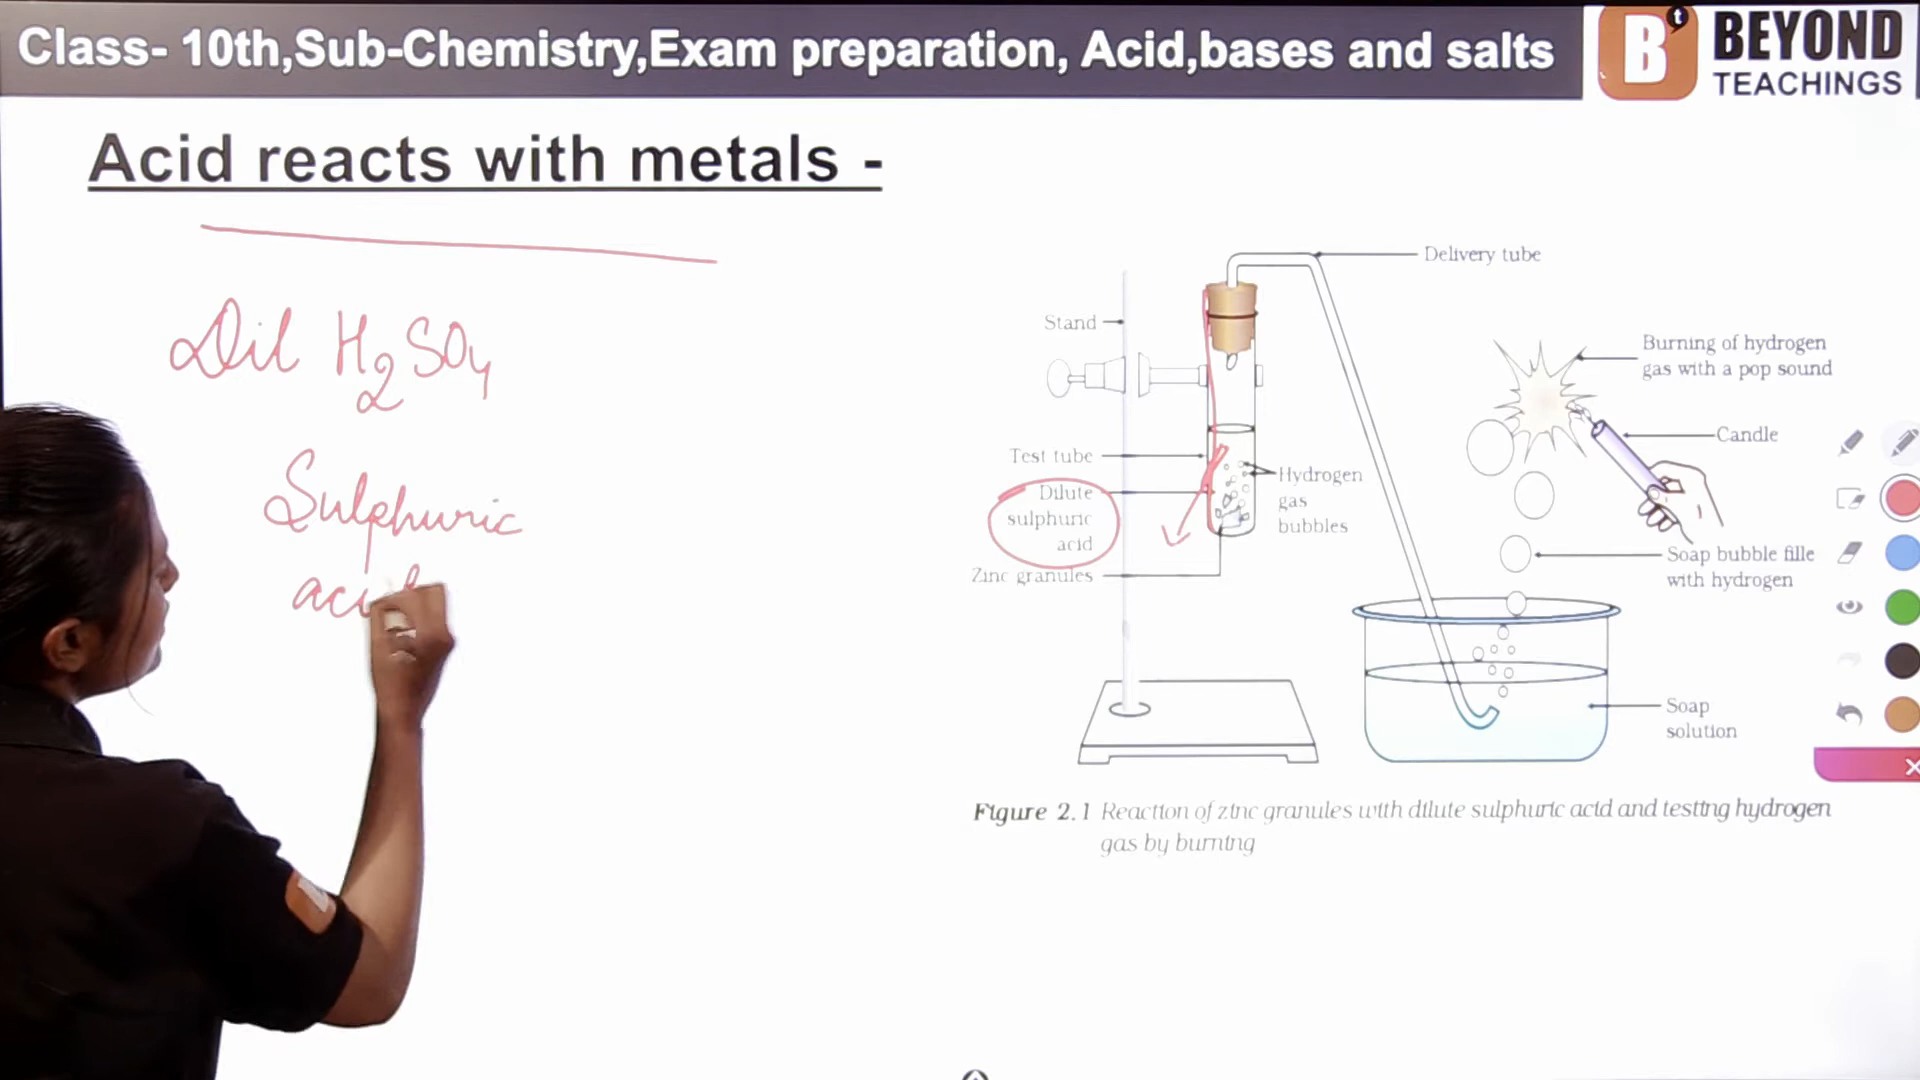 Class- 10th,Sub-Chemistry,Exam preparation, Acid,bases and salts
B
t
BEYOND
TEACHINGS
Acid reacts with metals -
Dil H2SO4
Sulphuric
Delivery tube
Stand
Burning of hydrogen
gas with a pop sound
Candle
Test tube
Dilute
sulphuric
acid
Zinc granules
Hydrogen
gas
bubbles
Soap bubble fille
with hydrogen
Soap
solution
Figure 2.1 Reaction of zinc granules with dilute sulphuric acid and testing hydrogen
gas by burning